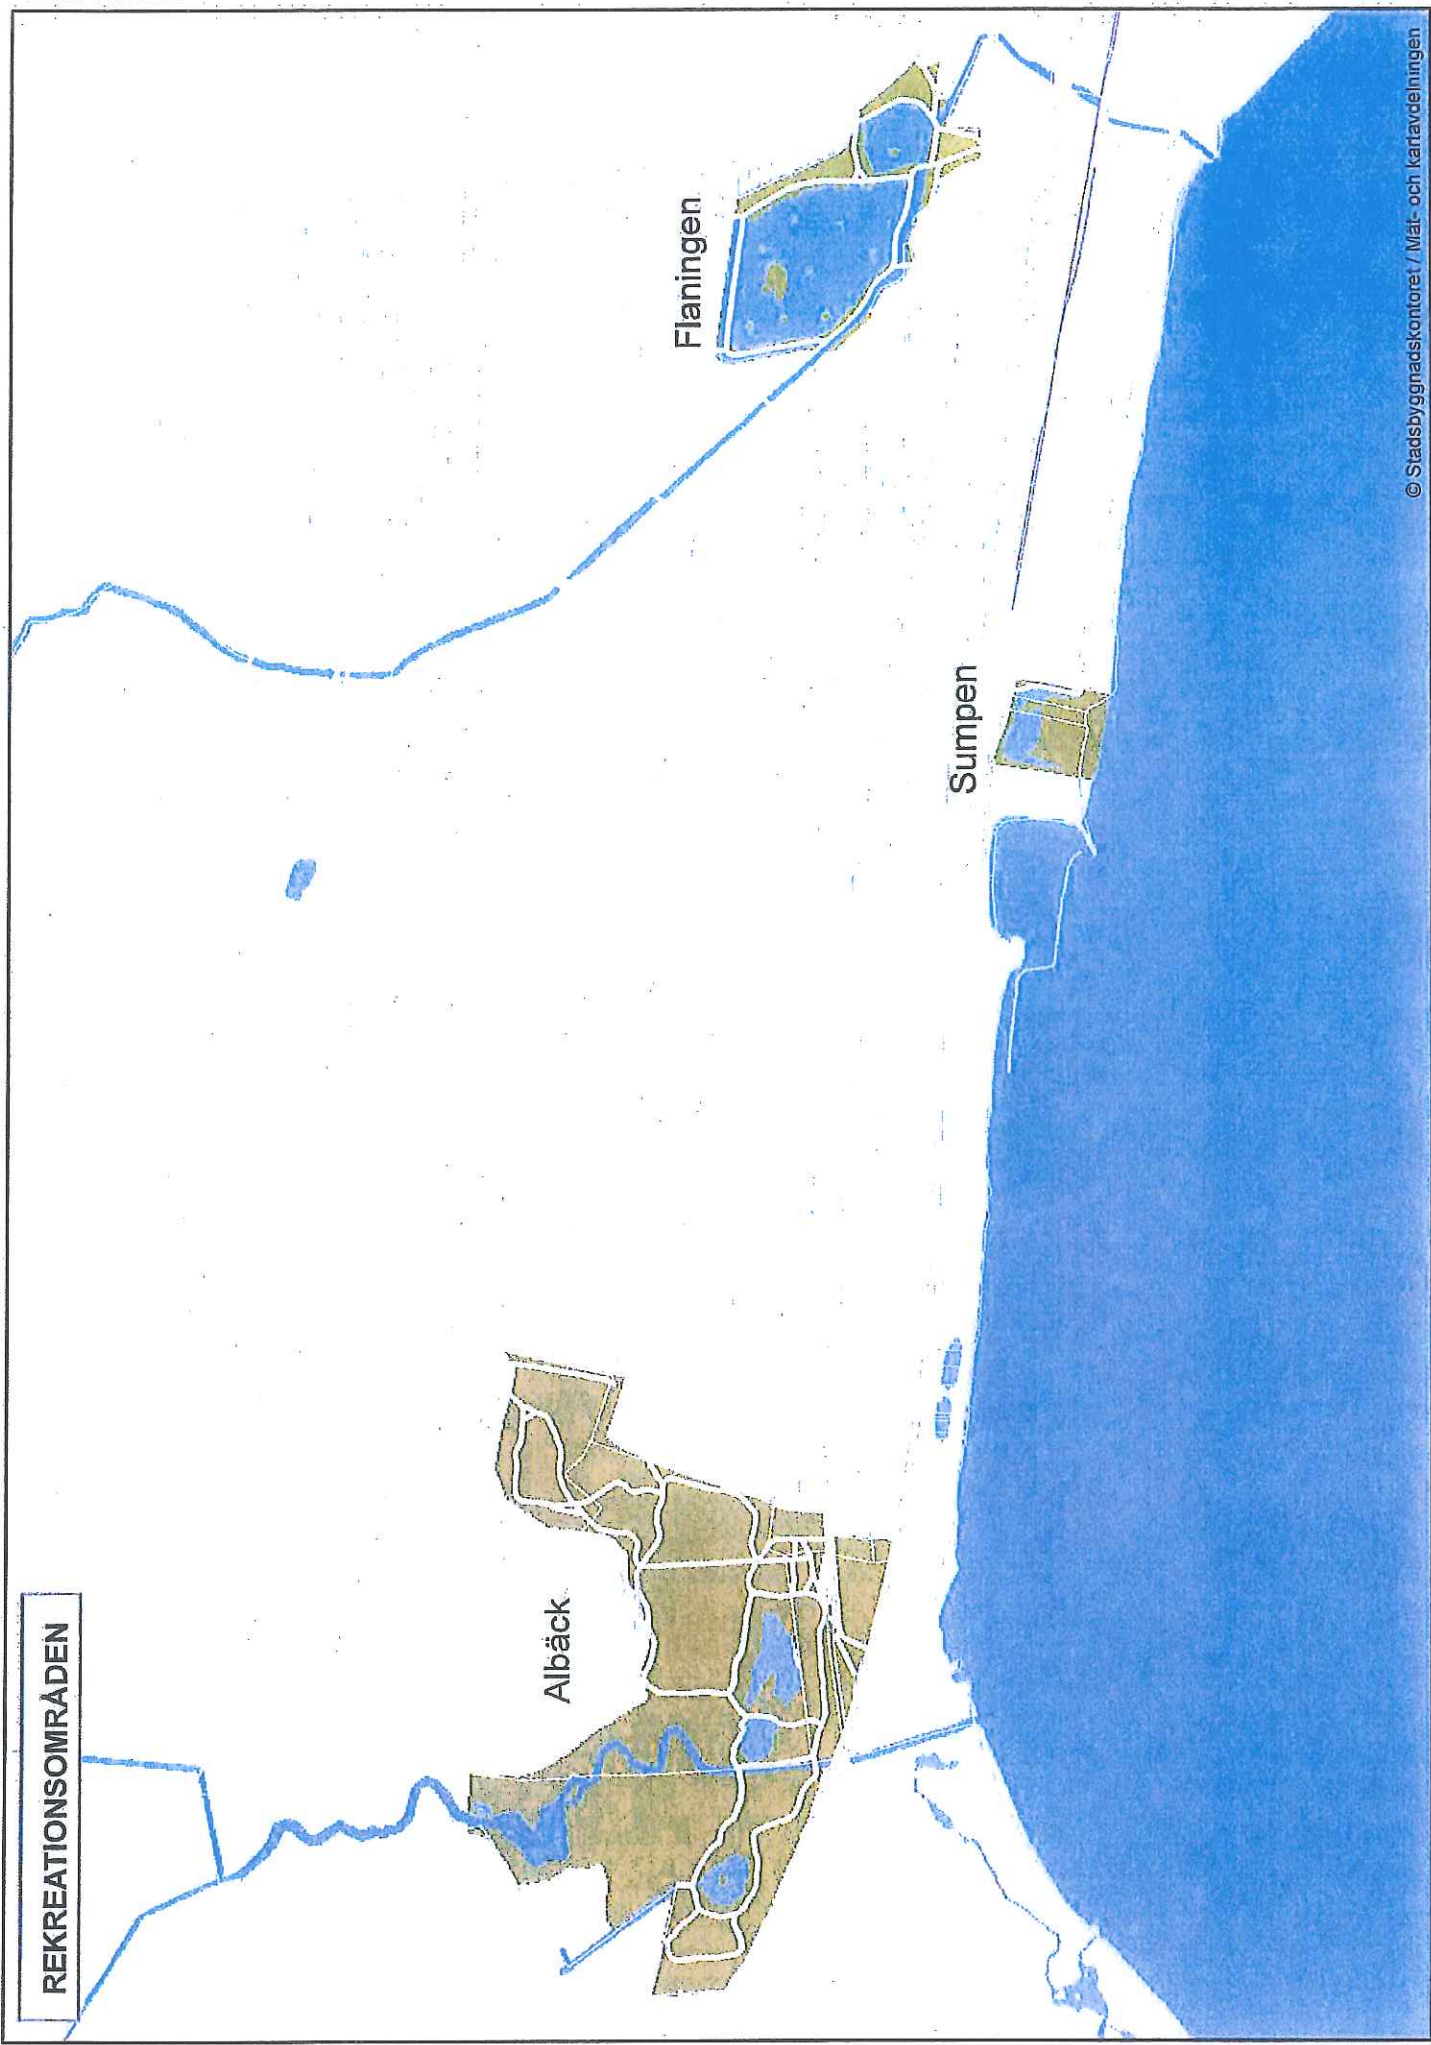 REKREATIONSOMRÅDEN
Albäck
Flaningen
Sumpen
© Stadsbyggnadskontoret / Mät- och kartavdelningen